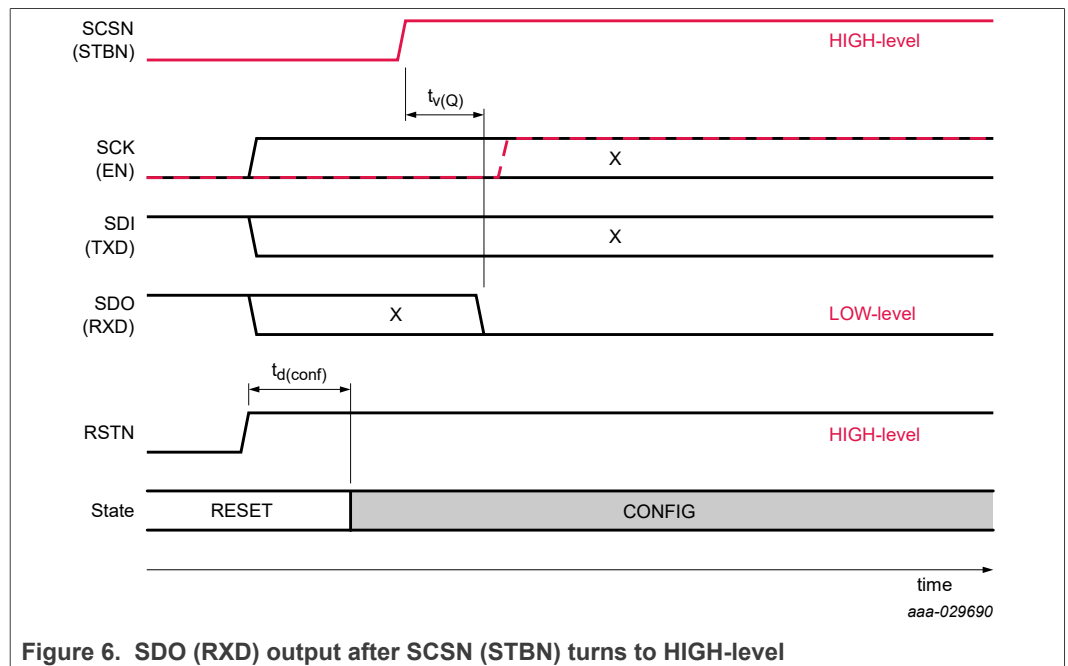 SCSN
(STBN)
HIGH-level
tv(Q)
SCK
(EN)
X
SDI
(TXD)
X
SDO
(RXD)
X
LOW-level
td(conf)
RSTN
HIGH-level
State
RESET
CONFIG
time
aaa-029690
Figure 6. SDO (RXD) output after SCSN (STBN) turns to HIGH-level